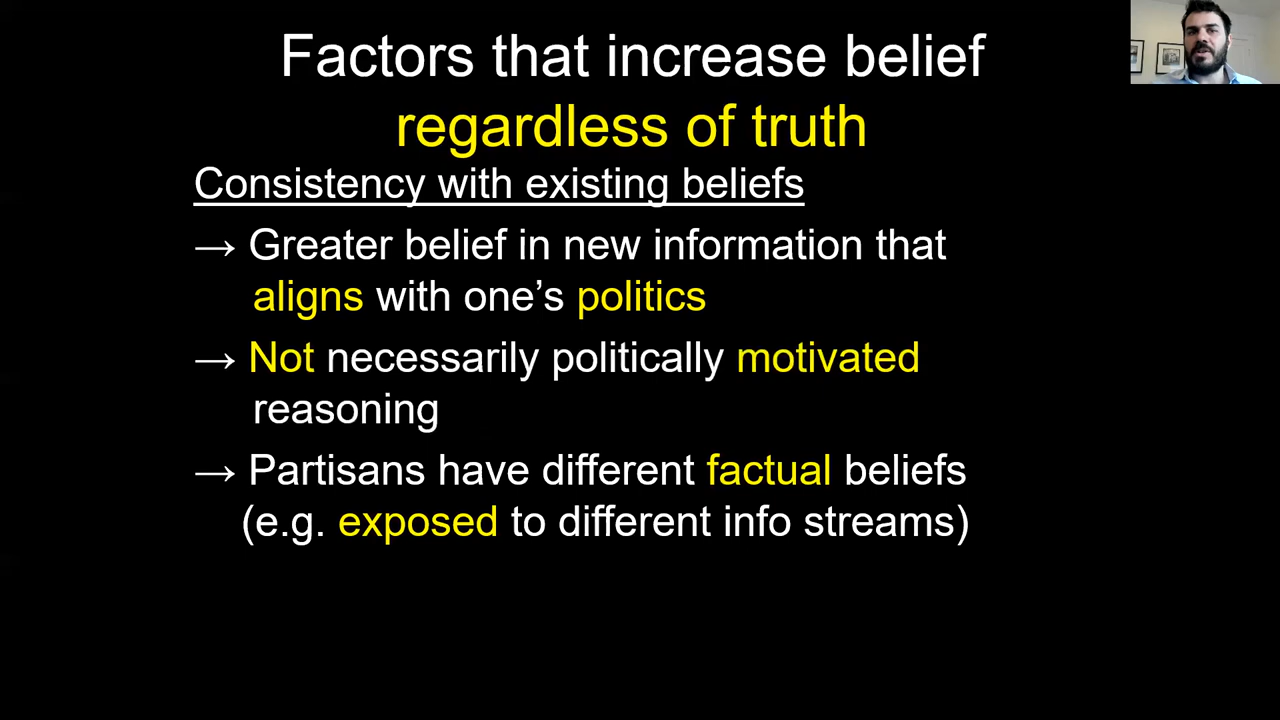 Factors that increase belief
regardless of truth
Consistency with existing beliefs
→ Greater belief in new information that
aligns with one’s politics
→ Not necessarily politically motivated
reasoning
→ Partisans have different factual beliefs
(e.g. exposed to different info streams)